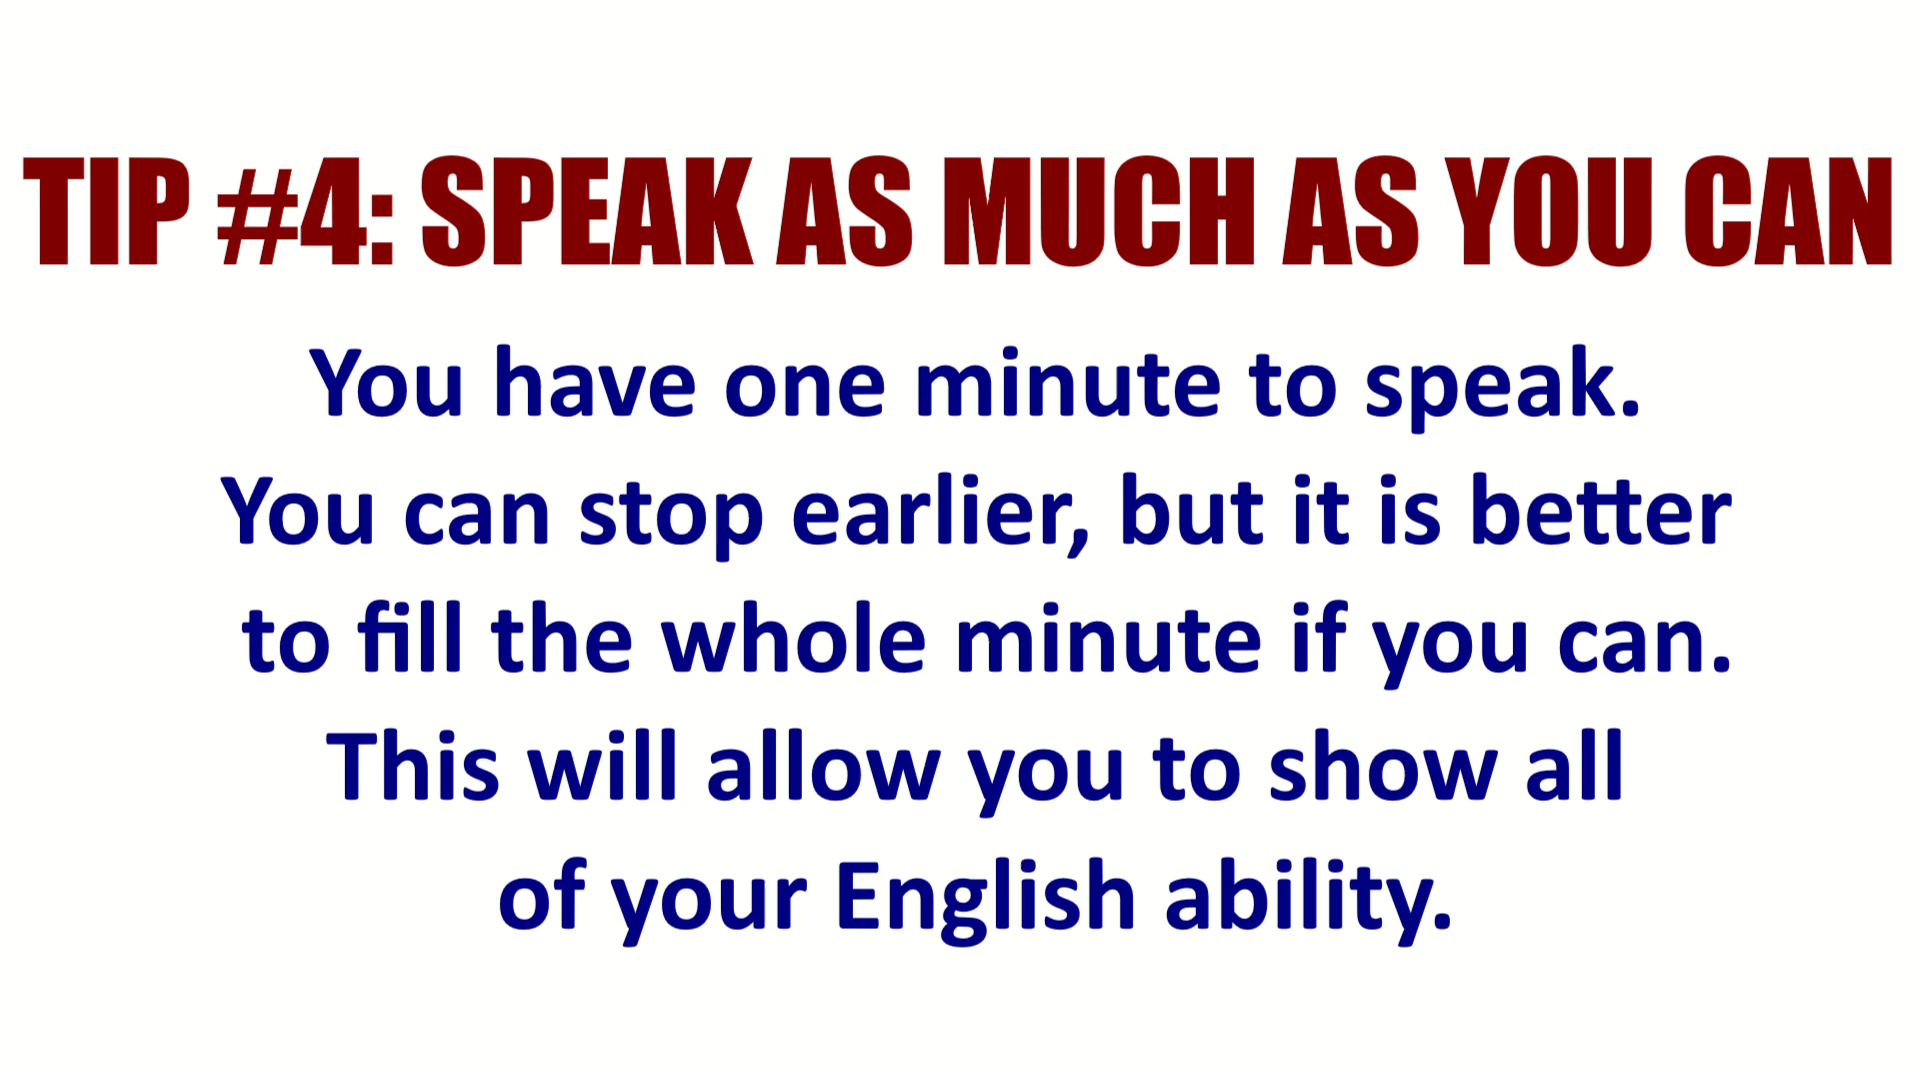 TIP #4: SPEAK AS MUCH AS YOU CAN
You have one minute to speak.
You can stop earlier, but it is better
to fill the whole minute if you can.
This will allow you to show all
of your English ability.